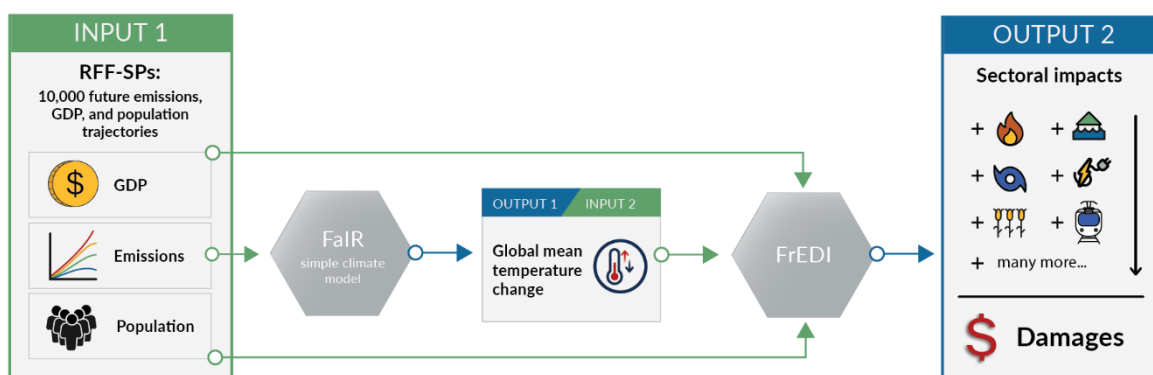 INPUT 1
RFF-SPs:
10,000 future emissions,
GDP, and population
trajectories
$
GDP
Emissions
Population
FaIR
simple climate
model
OUTPUT 1
INPUT 2
Global mean
temperature
change
FrEDI
OUTPUT 2
Sectoral impacts
+ +
+ +
+ +
+ many more...
$ Damages